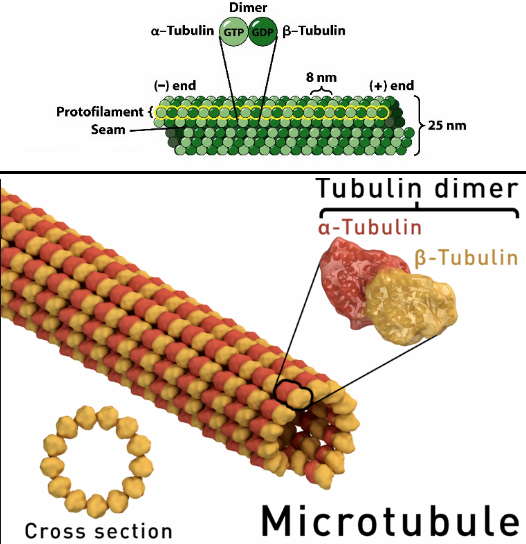 Dimer
α-Tubulin GTP GDP β-Tubulin
(−) end 8 nm (+) end
Protofilament
Seam
25 nm
Tubulin dimer
α-Tubulin
β-Tubulin
Cross section
Microtubule